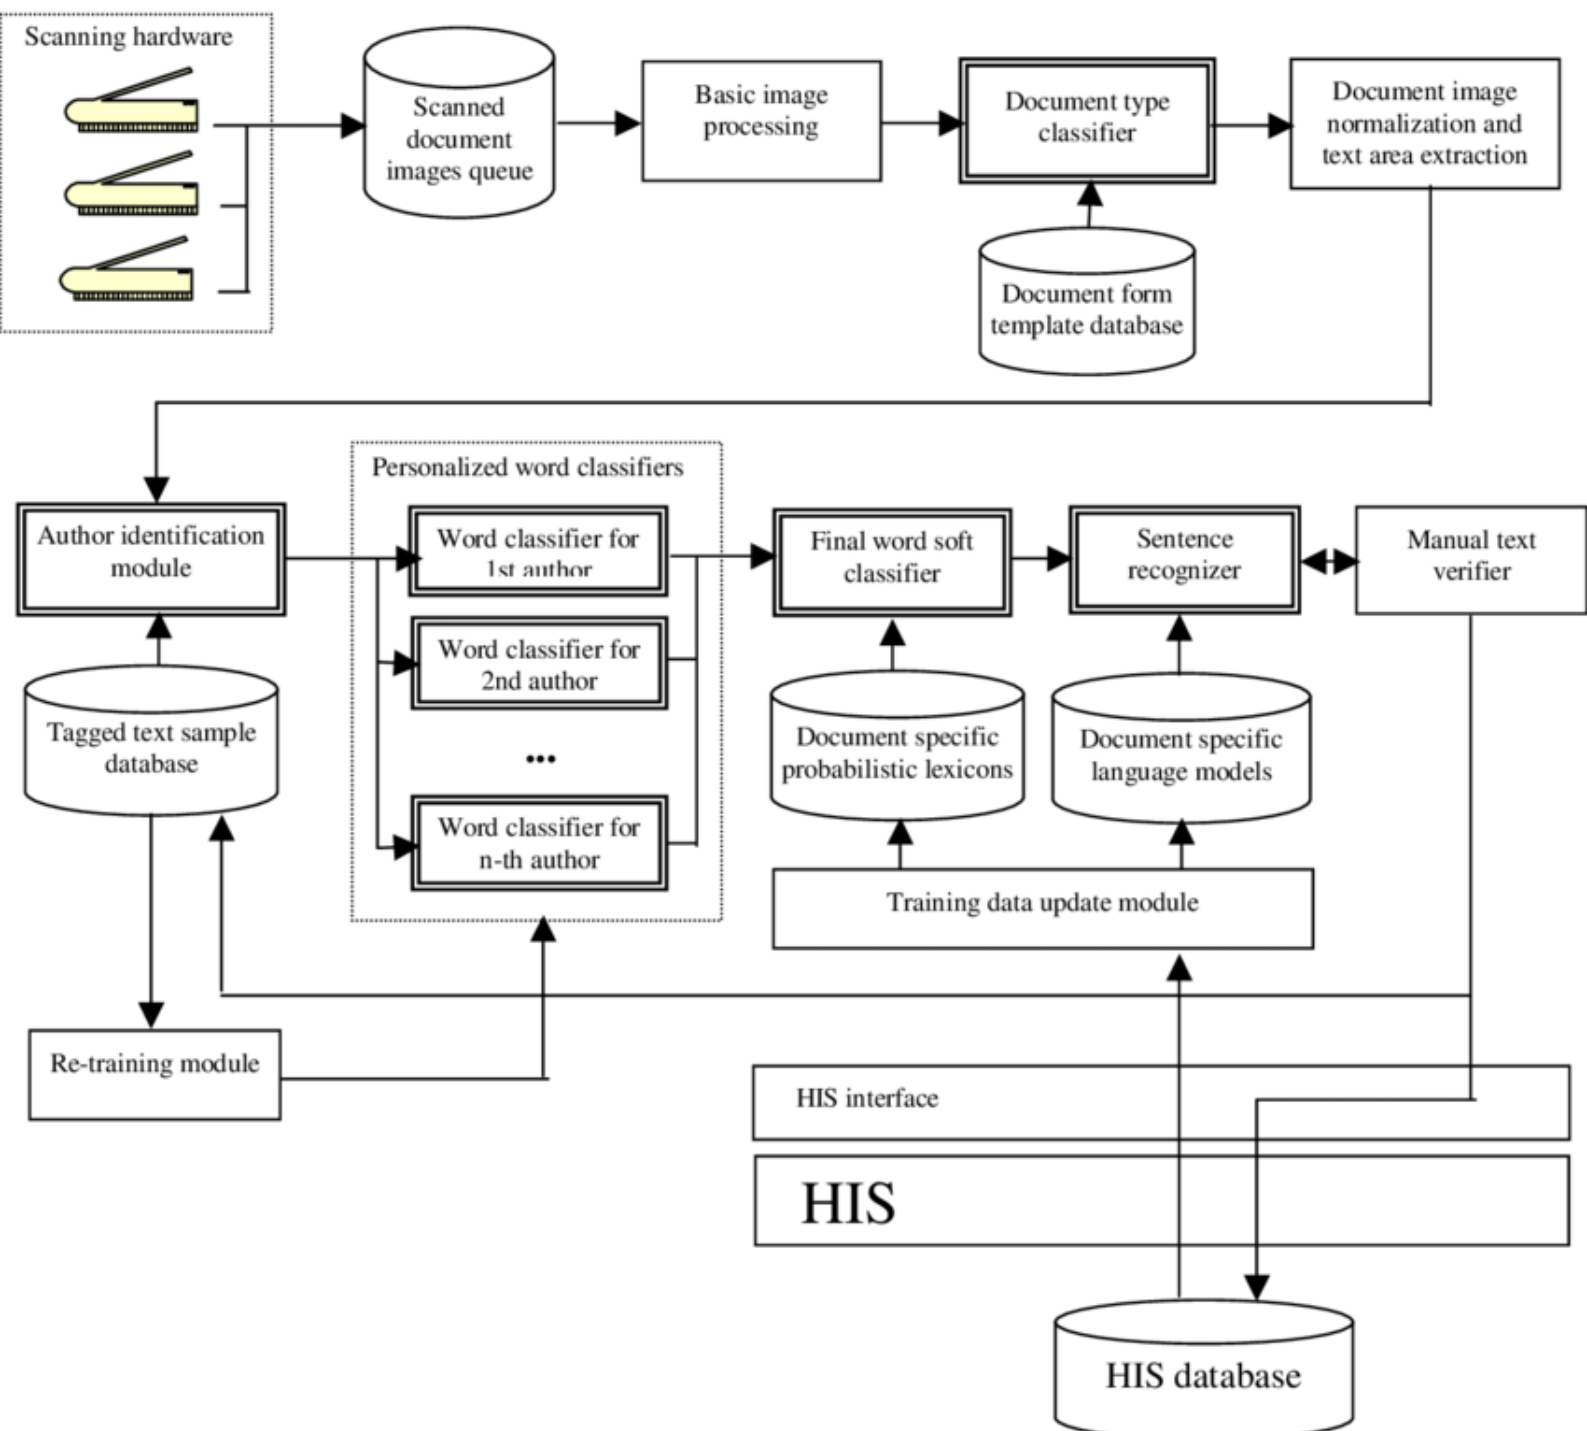 Scanning hardware
Scanned
document
images queue
Basic image
processing
Document type
classifier
Document image
normalization and
text area extraction
Document form
template database
Personalized word classifiers
Author identification
module
Word classifier for
1st author
Final word soft
classifier
Sentence
recognizer
Manual text
verifier
Word classifier for
2nd author
Tagged text sample
database
...
Document specific
probabilistic lexicons
Document specific
language models
Word classifier for
n-th author
Training data update module
Re-training module
HIS interface
HIS
HIS database